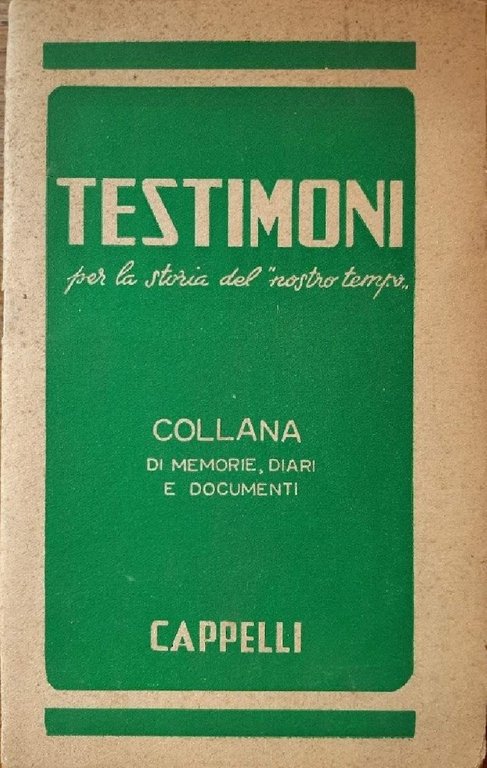 TESTIMONI
per la storia del "nostro tempo„
COLLANA
DI MEMORIE, DIARI
E DOCUMENTI
CAPPELLI